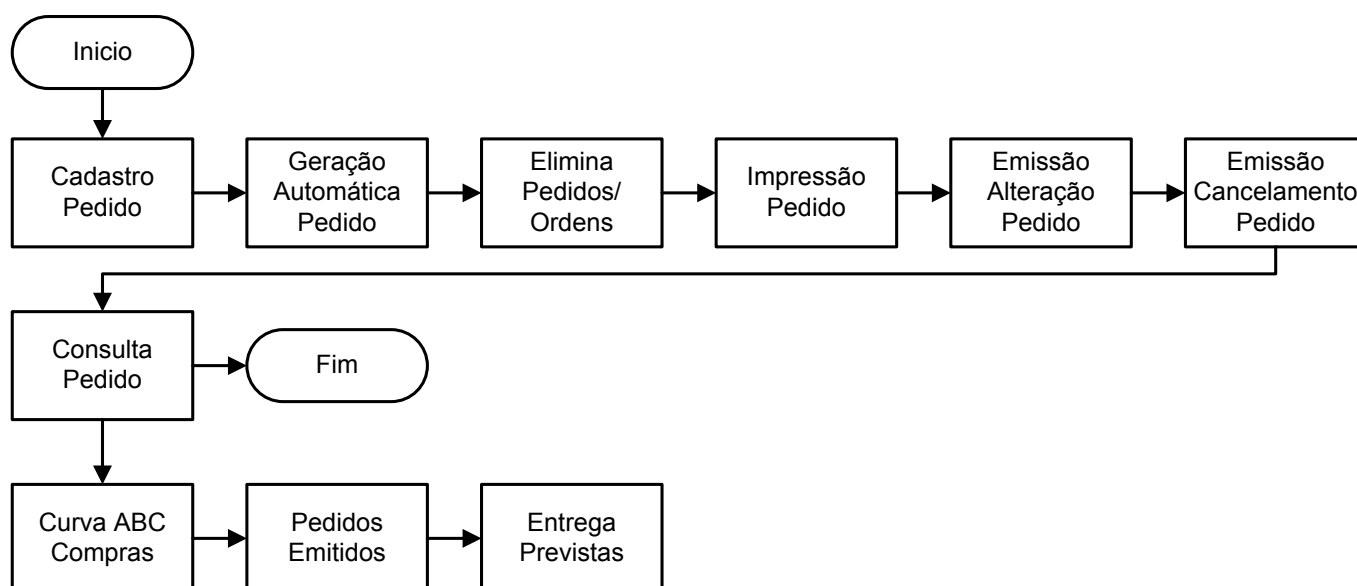 Inicio
Cadastro
Pedido
Geração
Automática
Pedido
Elimina
Pedidos/
Ordens
Impressão
Pedido
Emissão
Alteração
Pedido
Emissão
Cancelamento
Pedido
Consulta
Pedido
Fim
Curva ABC
Compras
Pedidos
Emitidos
Entrega
Previstas